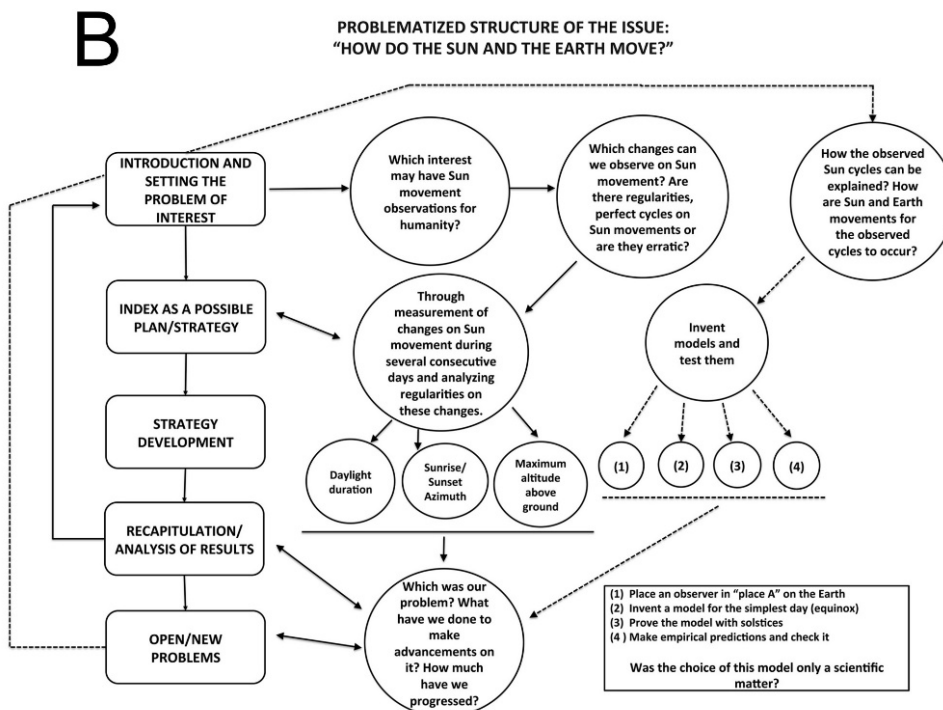 B
PROBLEMATIZED STRUCTURE OF THE ISSUE:
“HOW DO THE SUN AND THE EARTH MOVE?”
INTRODUCTION AND
SETTING THE
PROBLEM OF
INTEREST
Which interest
may have Sun
movement
observations for
humanity?
Which changes can
we observe on Sun
movement? Are
there regularities,
perfect cycles on
Sun movements or
are they erratic?
How the observed
Sun cycles can be
explained? How
are Sun and Earth
movements for
the observed
cycles to occur?
INDEX AS A POSSIBLE
PLAN/STRATEGY
Through
measurement of
changes on Sun
movement during
several consecutive
days and analyzing
regularities on
these changes.
Invent
models and
test them
STRATEGY
DEVELOPMENT
Daylight
duration
Sunrise/
Sunset
Azimuth
Maximum
altitude
above
ground
(1)
(2)
(3)
(4)
RECAPITULATION/
ANALYSIS OF RESULTS
OPEN/NEW
PROBLEMS
Which was our
problem? What
have we done to
make
advancements on
it? How much
have we
progressed?
(1) Place an observer in “place A” on the Earth
(2) Invent a model for the simplest day (equinox)
(3) Prove the model with solstices
(4 ) Make empirical predictions and check it
Was the choice of this model only a scientific
matter?